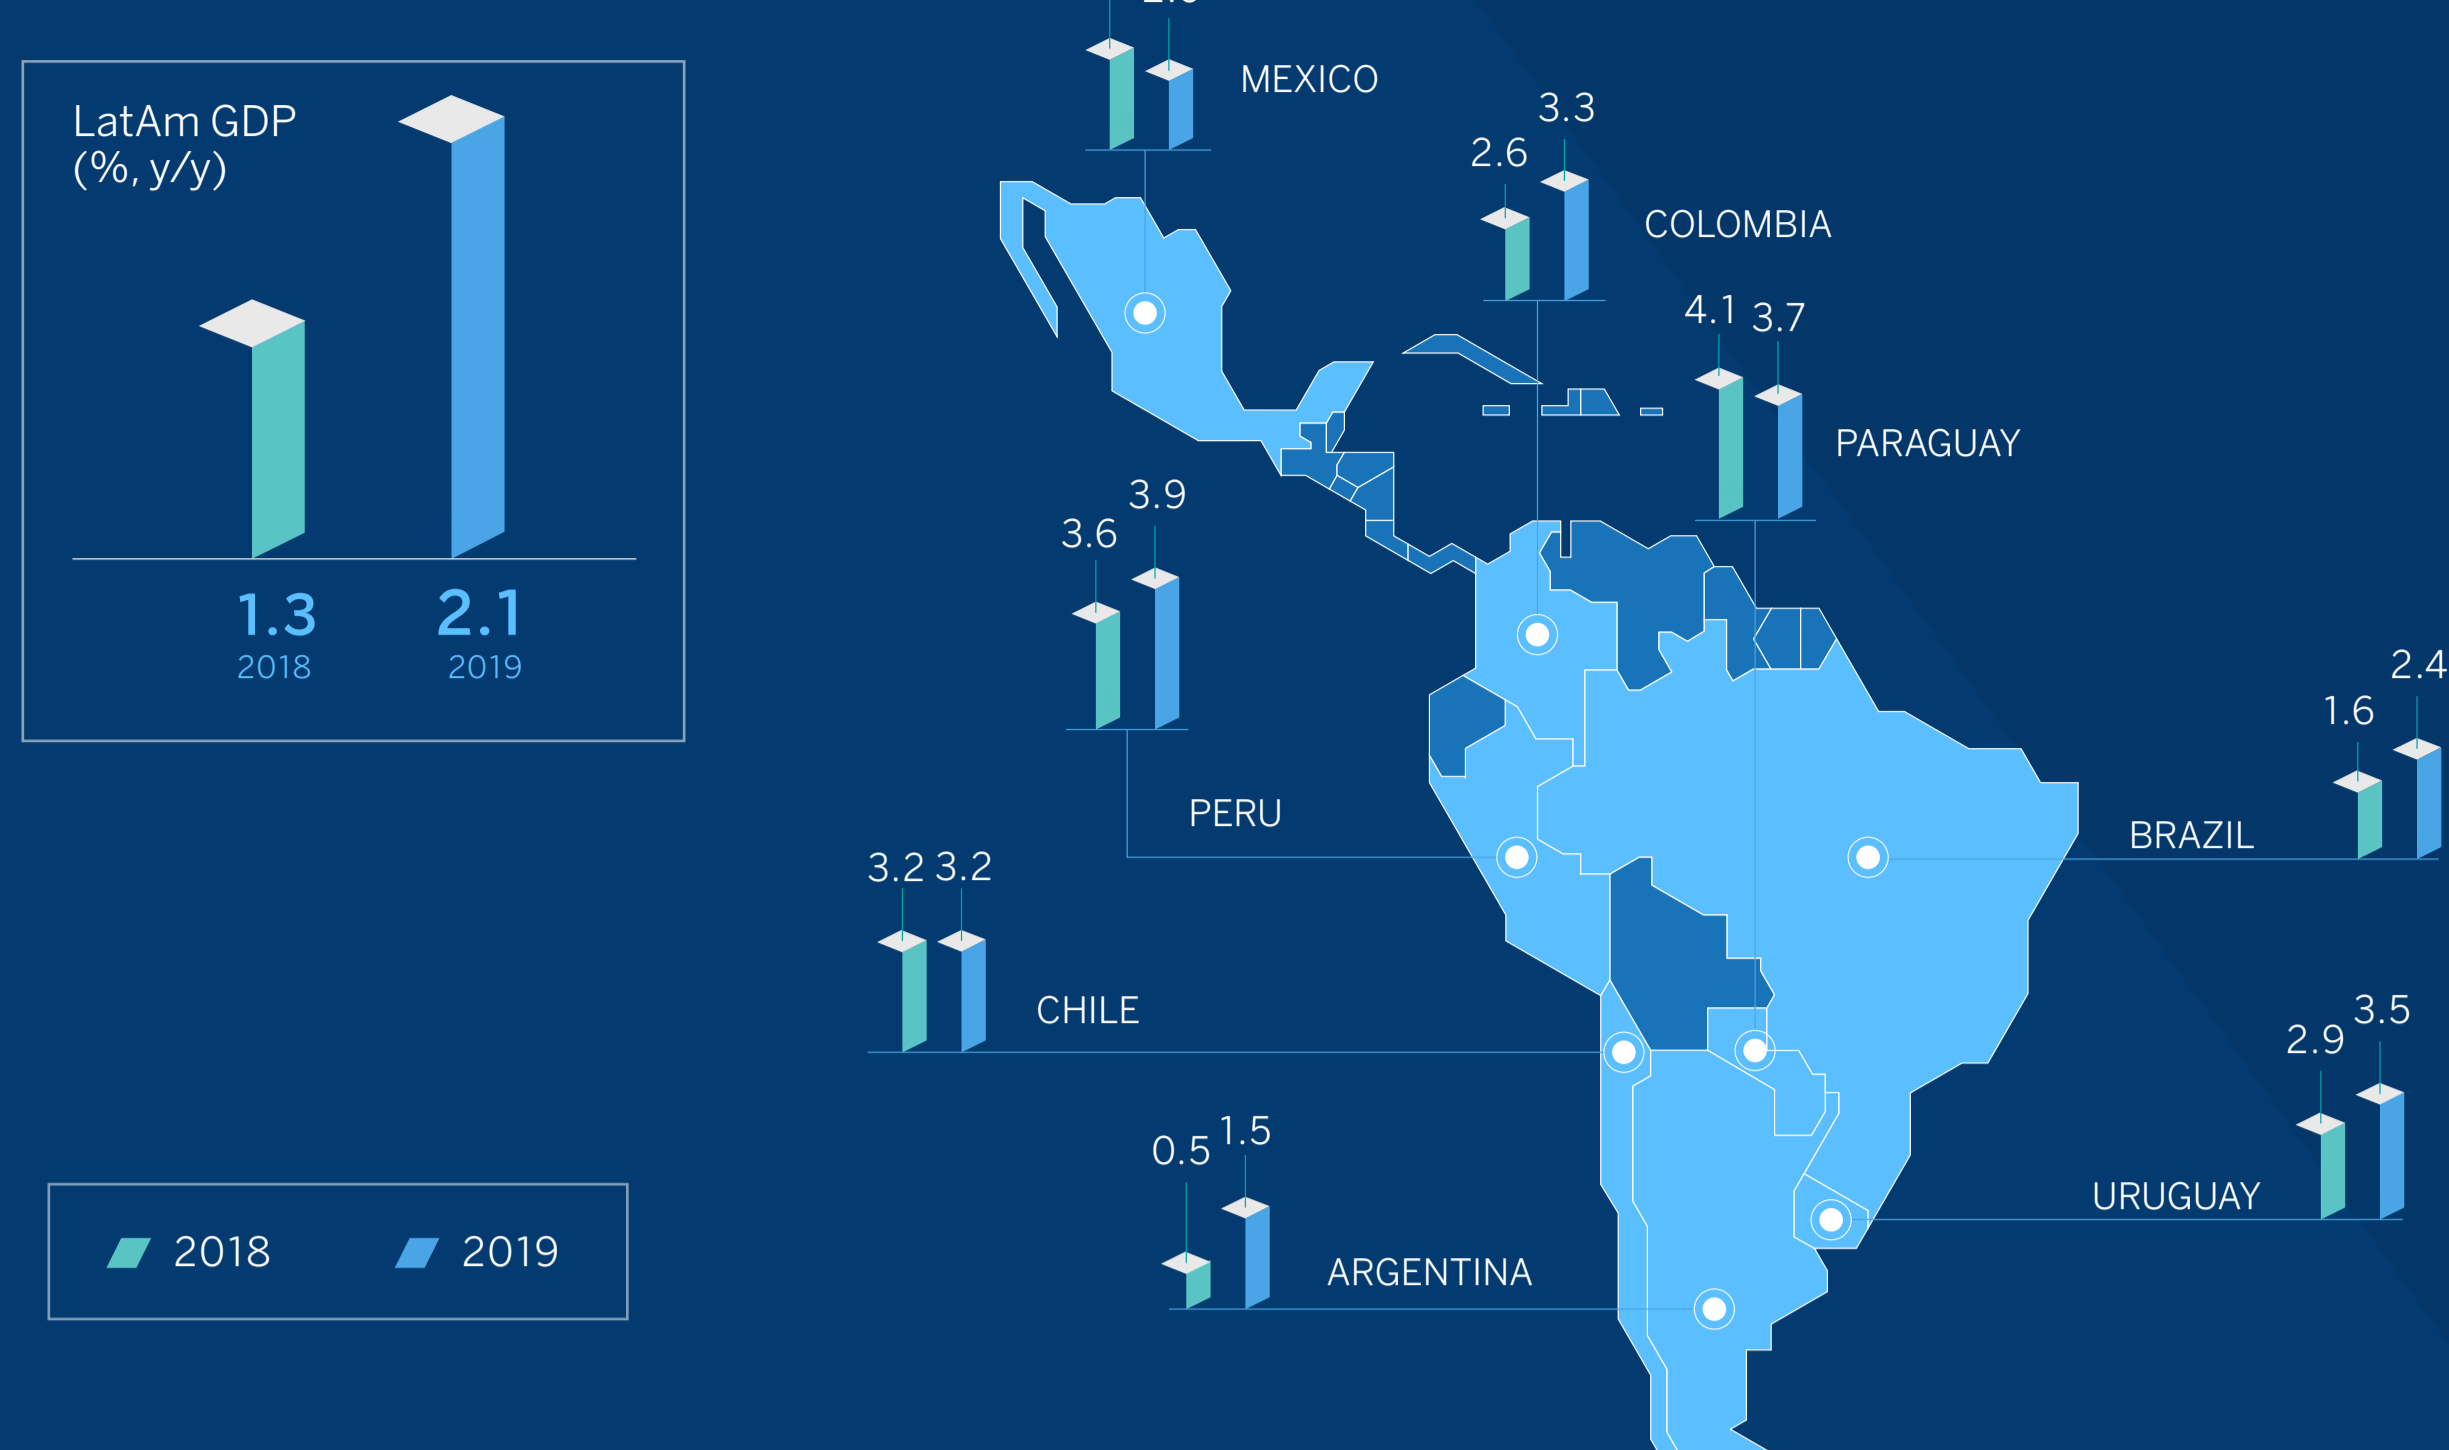 MEXICO
LatAm GDP
(%, y/y)
1.3
2018
2.1
2019
2.6
3.3
COLOMBIA
4.1
3.7
PARAGUAY
3.6
3.9
PERU
BRAZIL
1.6
2.4
3.2
3.2
CHILE
0.5
1.5
ARGENTINA
URUGUAY
2.9
3.5
2018
2019